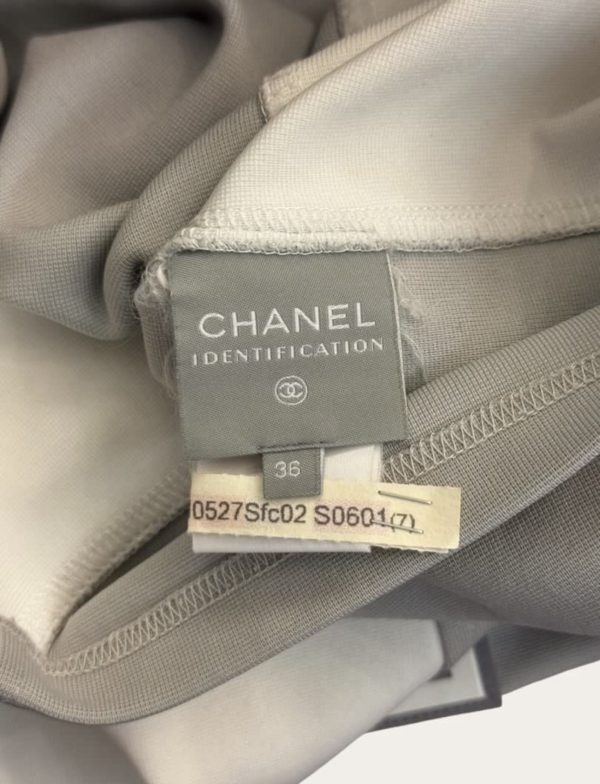 CHANEL
IDENTIFICATION
36
0527Sfc02 S0601(7)